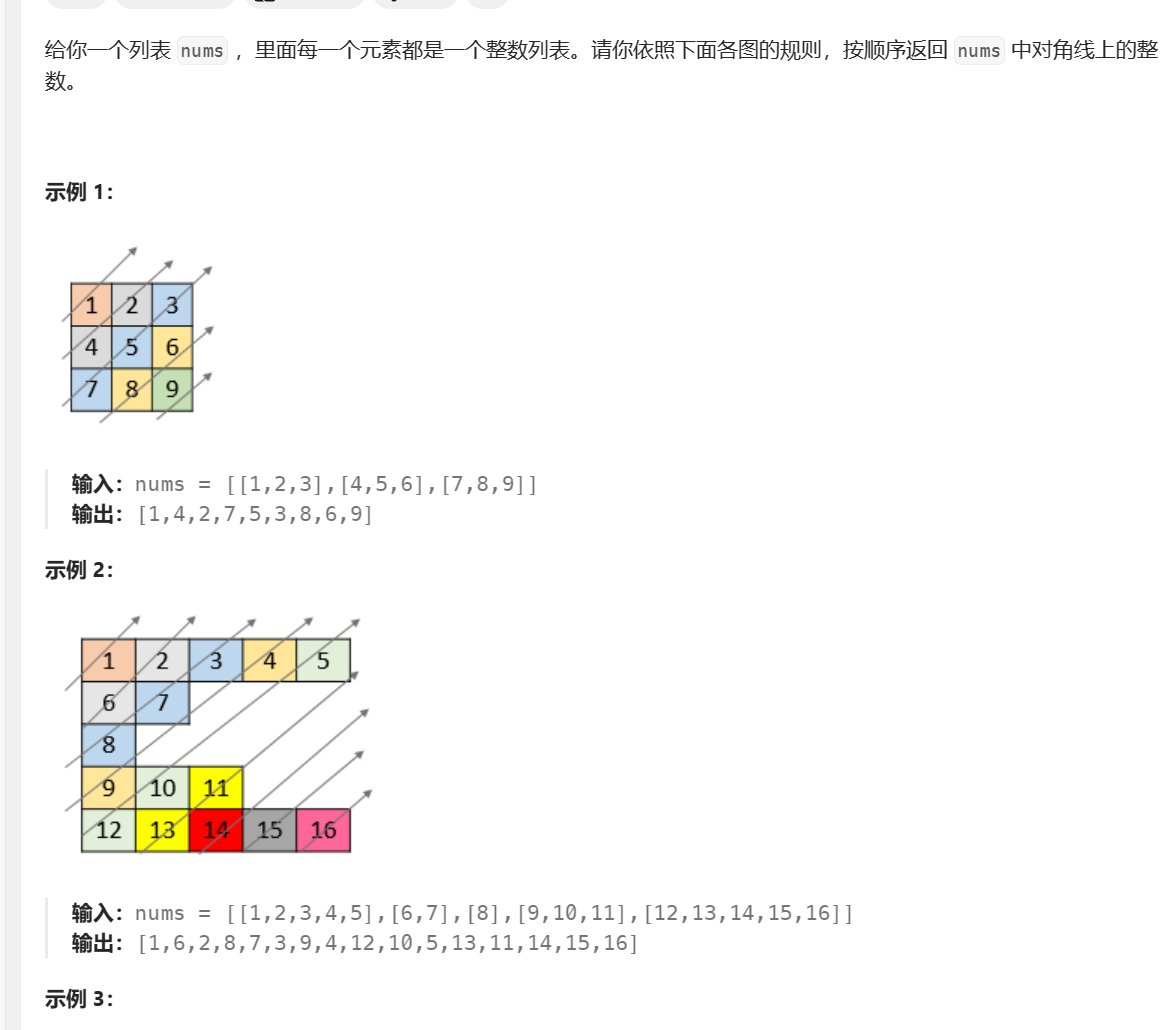 给你一个列表 nums ，里面每一个元素都是一个整数列表。请你依照下面各图的规则，按顺序返回 nums 中对角线上的整
数。
示例 1：
1 2 3
4 5 6
7 8 9
输入：nums = [[1,2,3],[4,5,6],[7,8,9]]
输出：[1,4,2,7,5,3,8,6,9]
示例 2：
1 2 3 4 5
6 7
8
9 10 11
12 13 14 15 16
输入：nums = [[1,2,3,4,5],[6,7],[8],[9,10,11],[12,13,14,15,16]]
输出：[1,6,2,8,7,3,9,4,12,10,5,13,11,14,15,16]
示例 3：